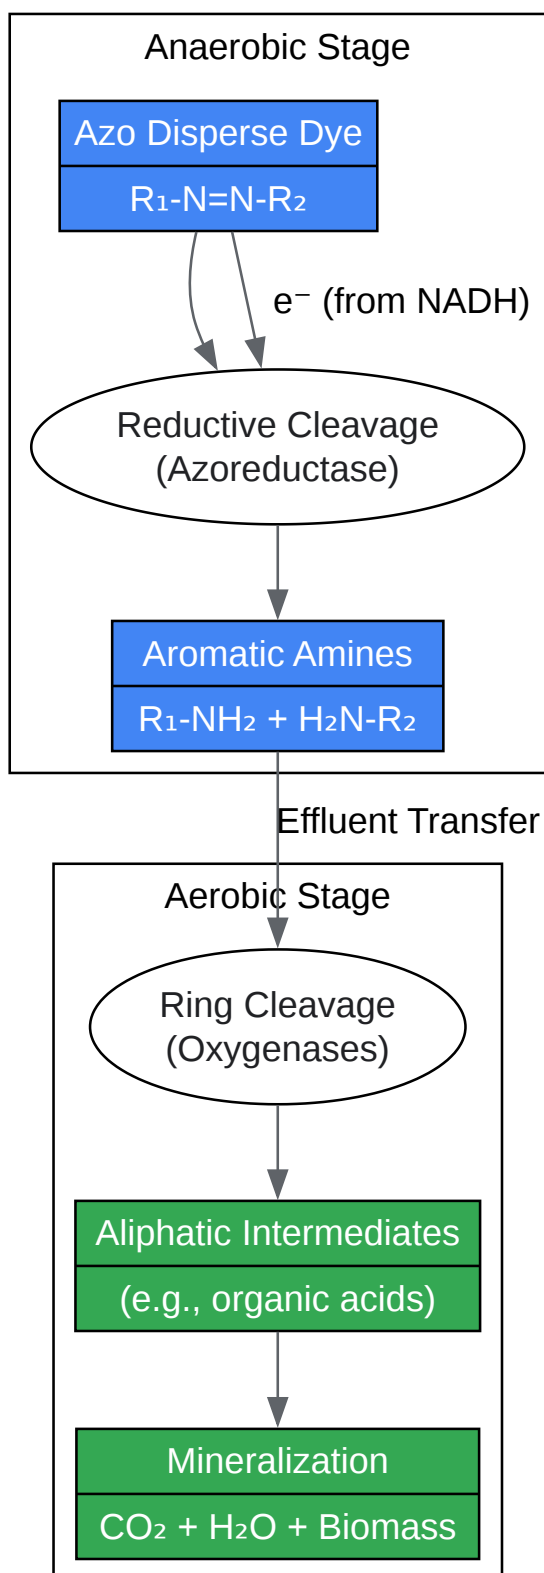 Anaerobic Stage
Azo Disperse Dye
R₁-N=N-R₂
e⁻ (from NADH)
Reductive Cleavage
(Azoreductase)
Aromatic Amines
R₁-NH₂ + H₂N-R₂
Effluent Transfer
Aerobic Stage
Ring Cleavage
(Oxygenases)
Aliphatic Intermediates
(e.g., organic acids)
Mineralization
CO₂ + H₂O + Biomass